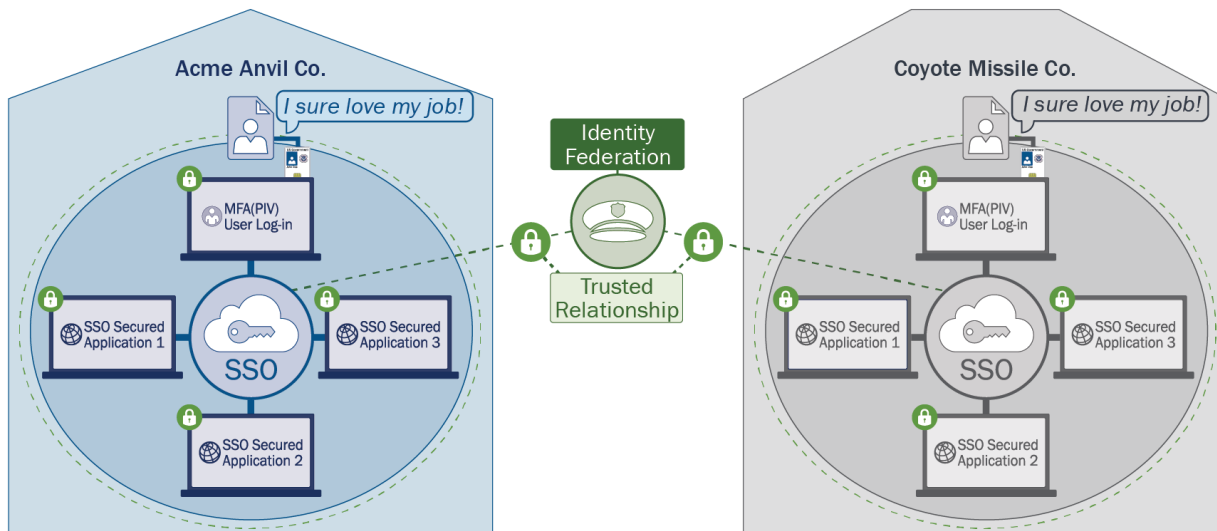 Acme Anvil Co.
I sure love my job!
MFA(PIV)
User Log-in
SSO Secured
Application 1
SSO
SSO Secured
Application 3
SSO Secured
Application 2
Identity
Federation
Trusted
Relationship
Coyote Missile Co.
I sure love my job!
MFA(PIV)
User Log-in
SSO Secured
Application 1
SSO
SSO Secured
Application 3
SSO Secured
Application 2